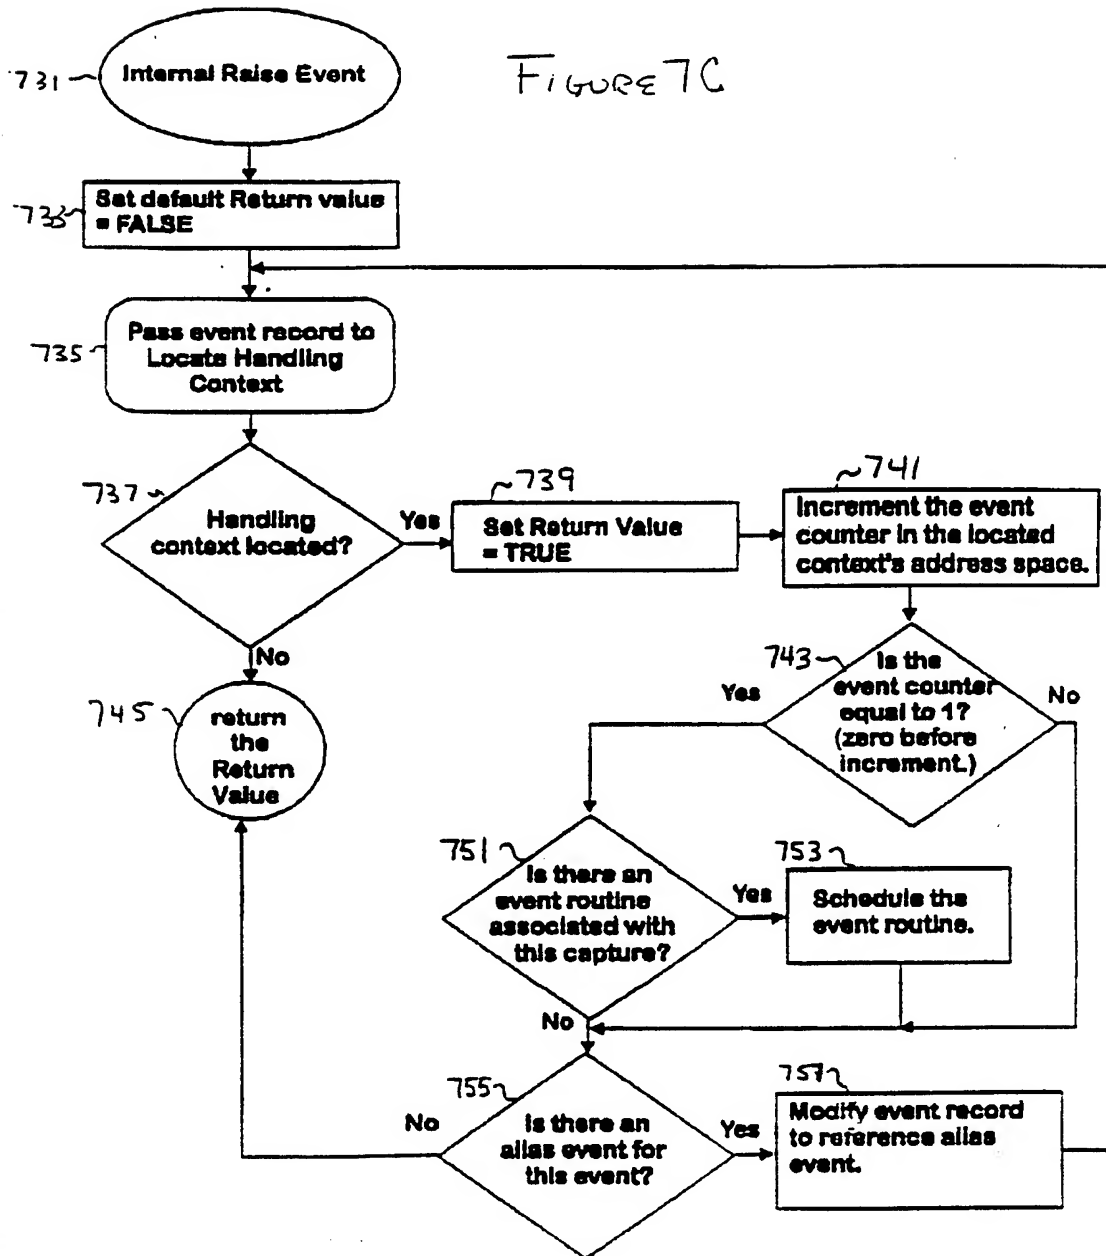 FIGURE 7C
731
Internal Raise Event
733
Set default Return value
= FALSE
735
Pass event record to
Locate Handling
Context
737
Handling
context located?
Yes
No
739
Set Return Value
= TRUE
741
Increment the event
counter in the located
context's address space.
743
Is the
event counter
equal to 1?
(zero before
increment.)
Yes
No
745
return
the
Return
Value
751
Is there an
event routine
associated with
this capture?
Yes
No
753
Schedule the
event routine.
755
Is there an
alias event for
this event?
No
Yes
757
Modify event record
to reference alias
event.